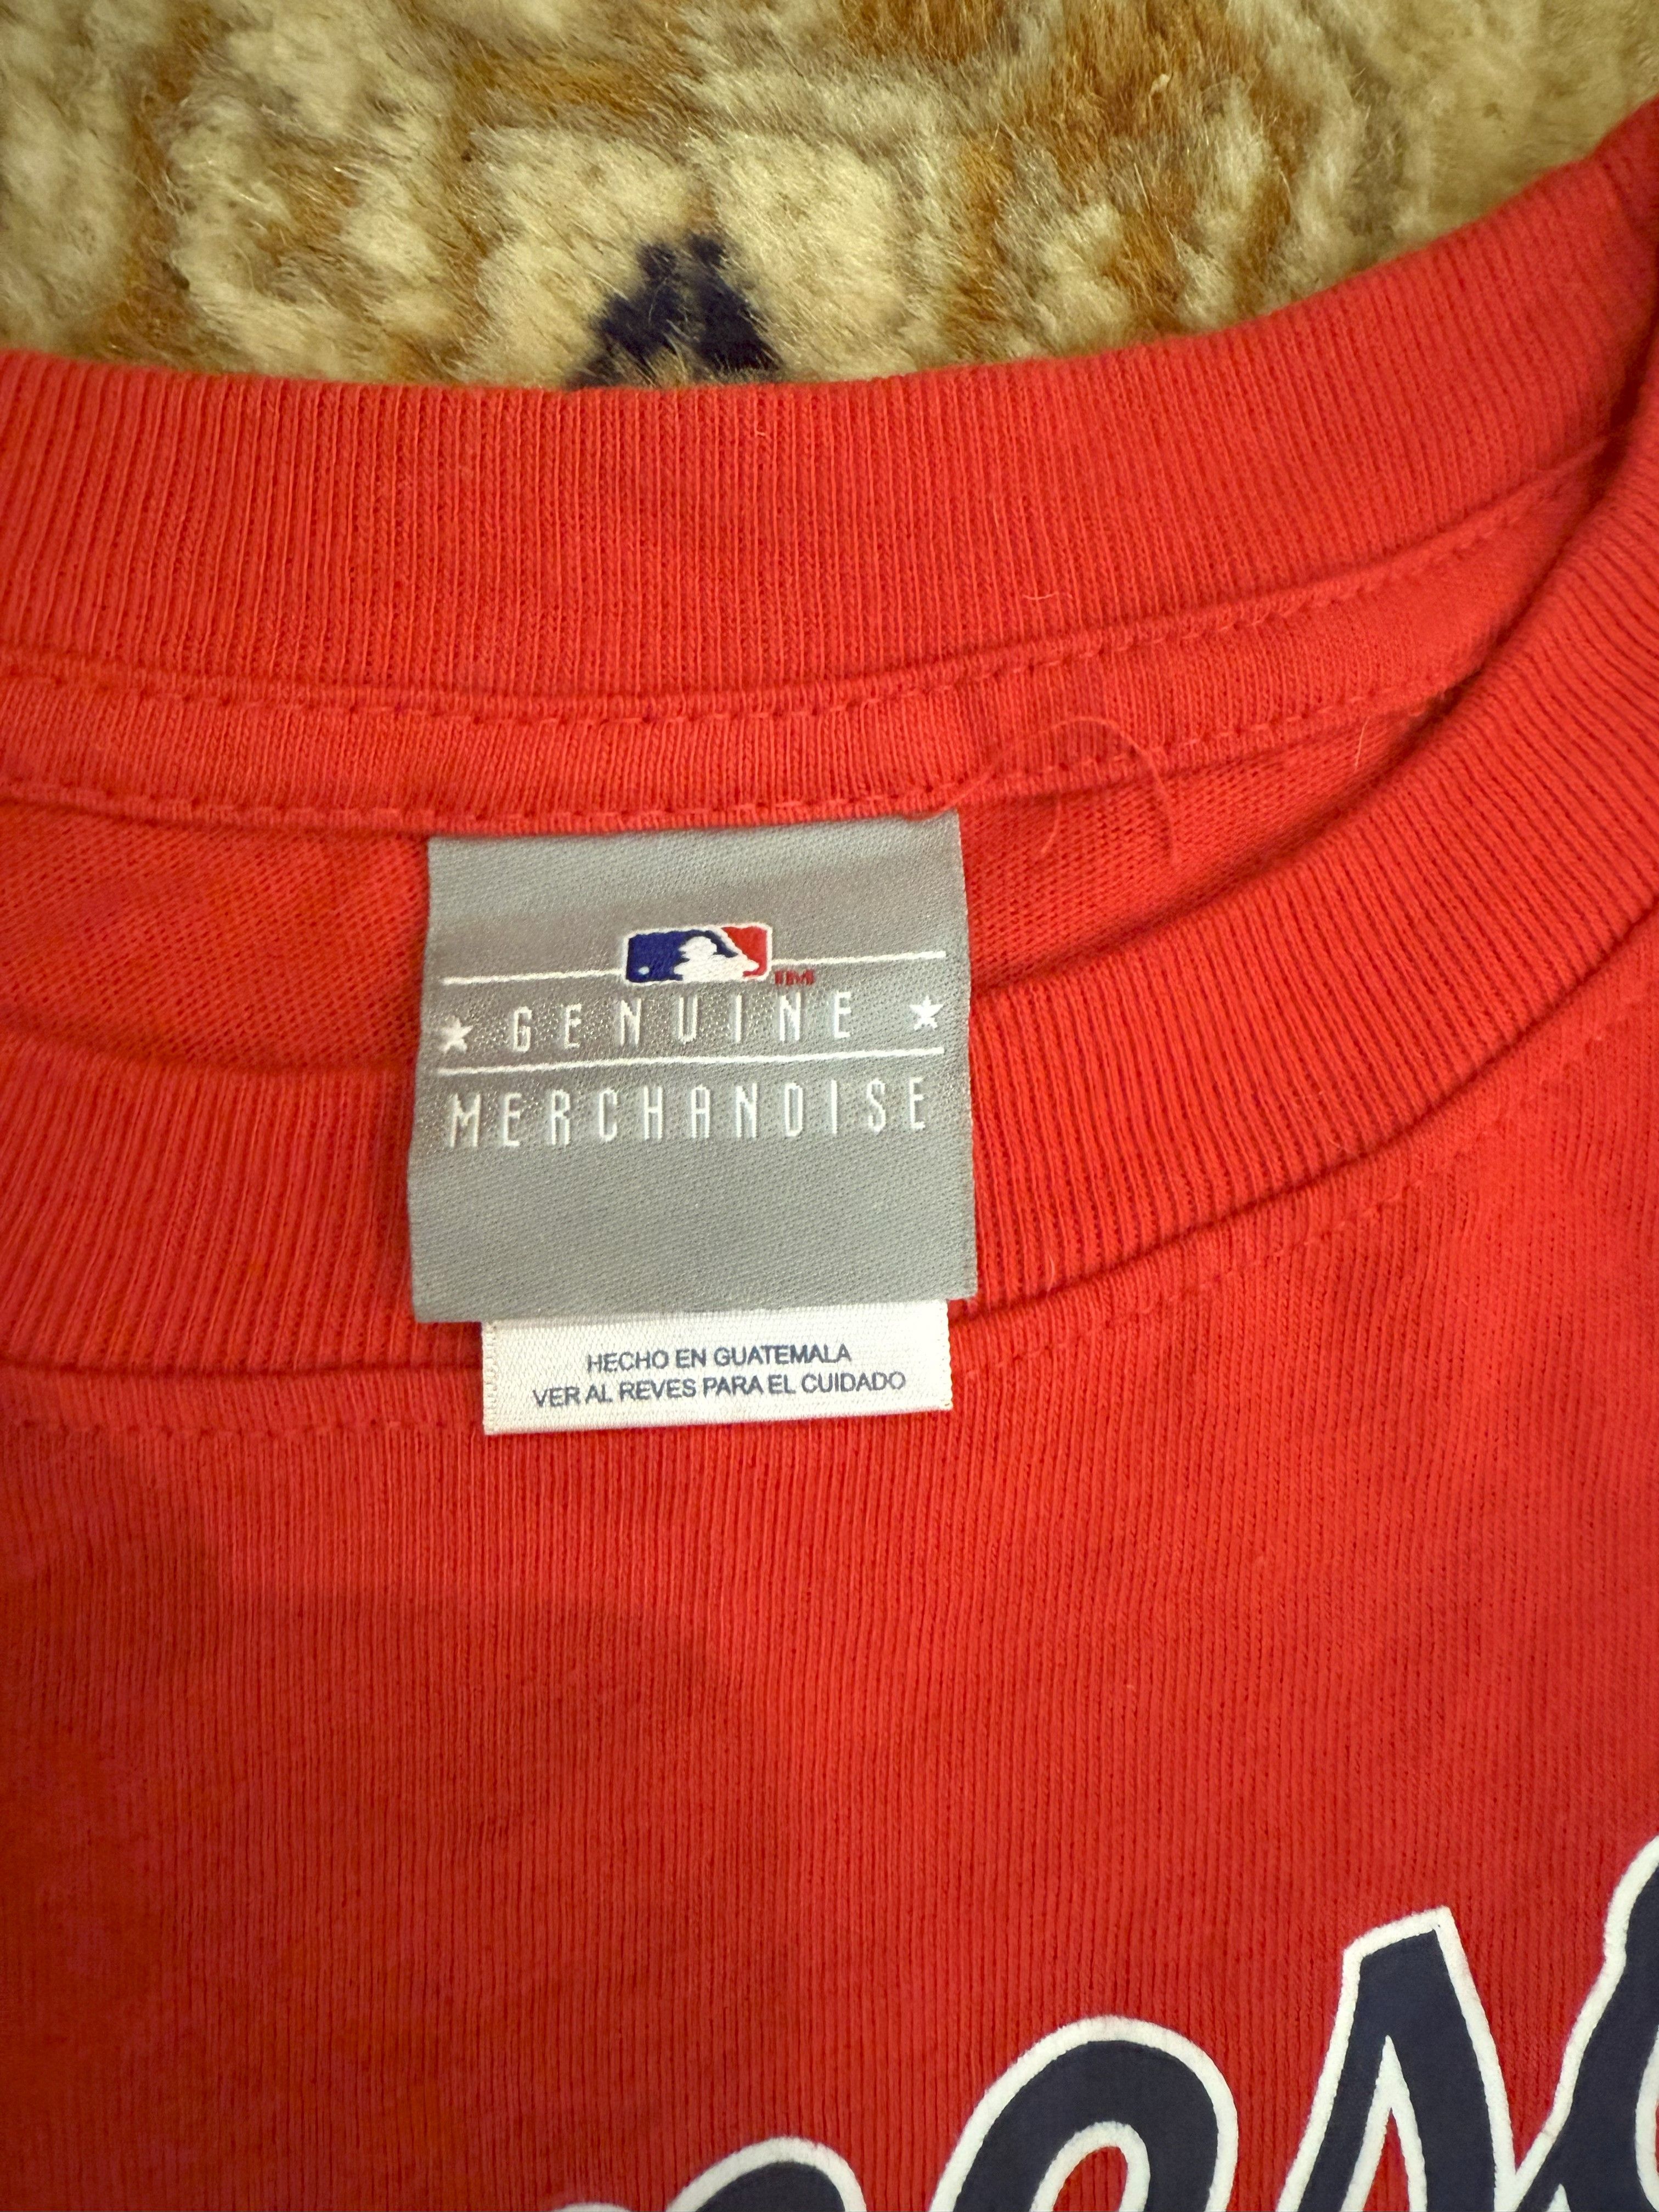 TM
★ GENUINE ★
MERCHANDISE
HECHO EN GUATEMALA
VER AL REVES PARA EL CUIDADO